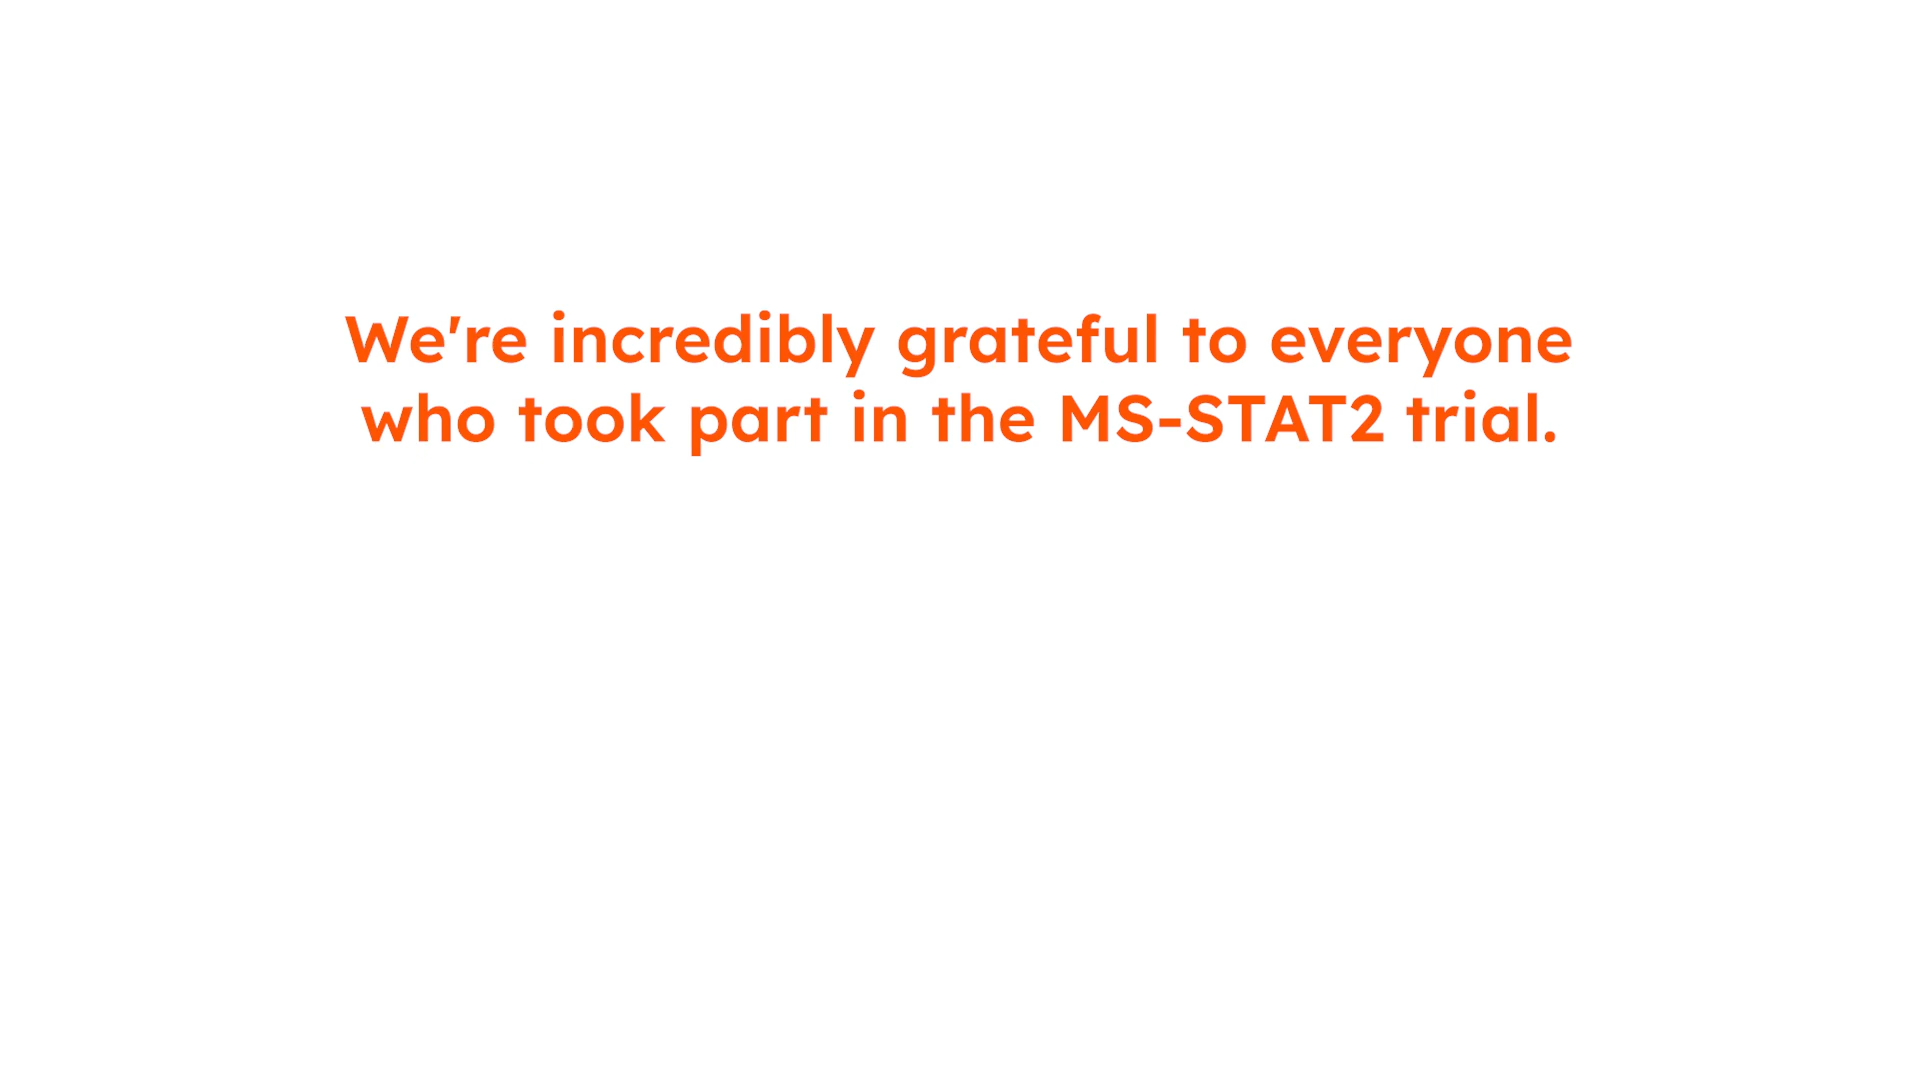 We're incredibly grateful to everyone
who took part in the MS-STAT2 trial.